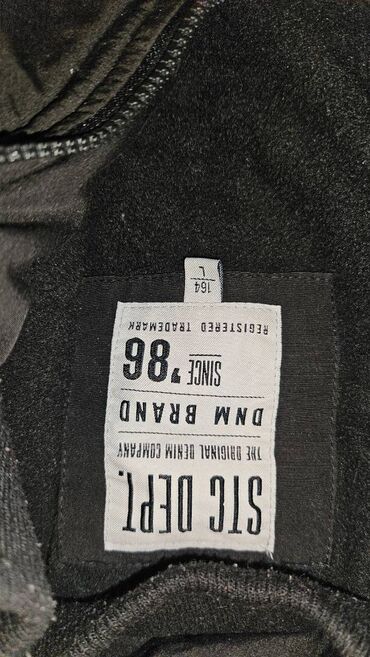 STC DEPT.
THE ORIGINAL DENIM COMPANY
DNM BRAND
SINCE '86
REGISTERED TRADEMARK
164
L